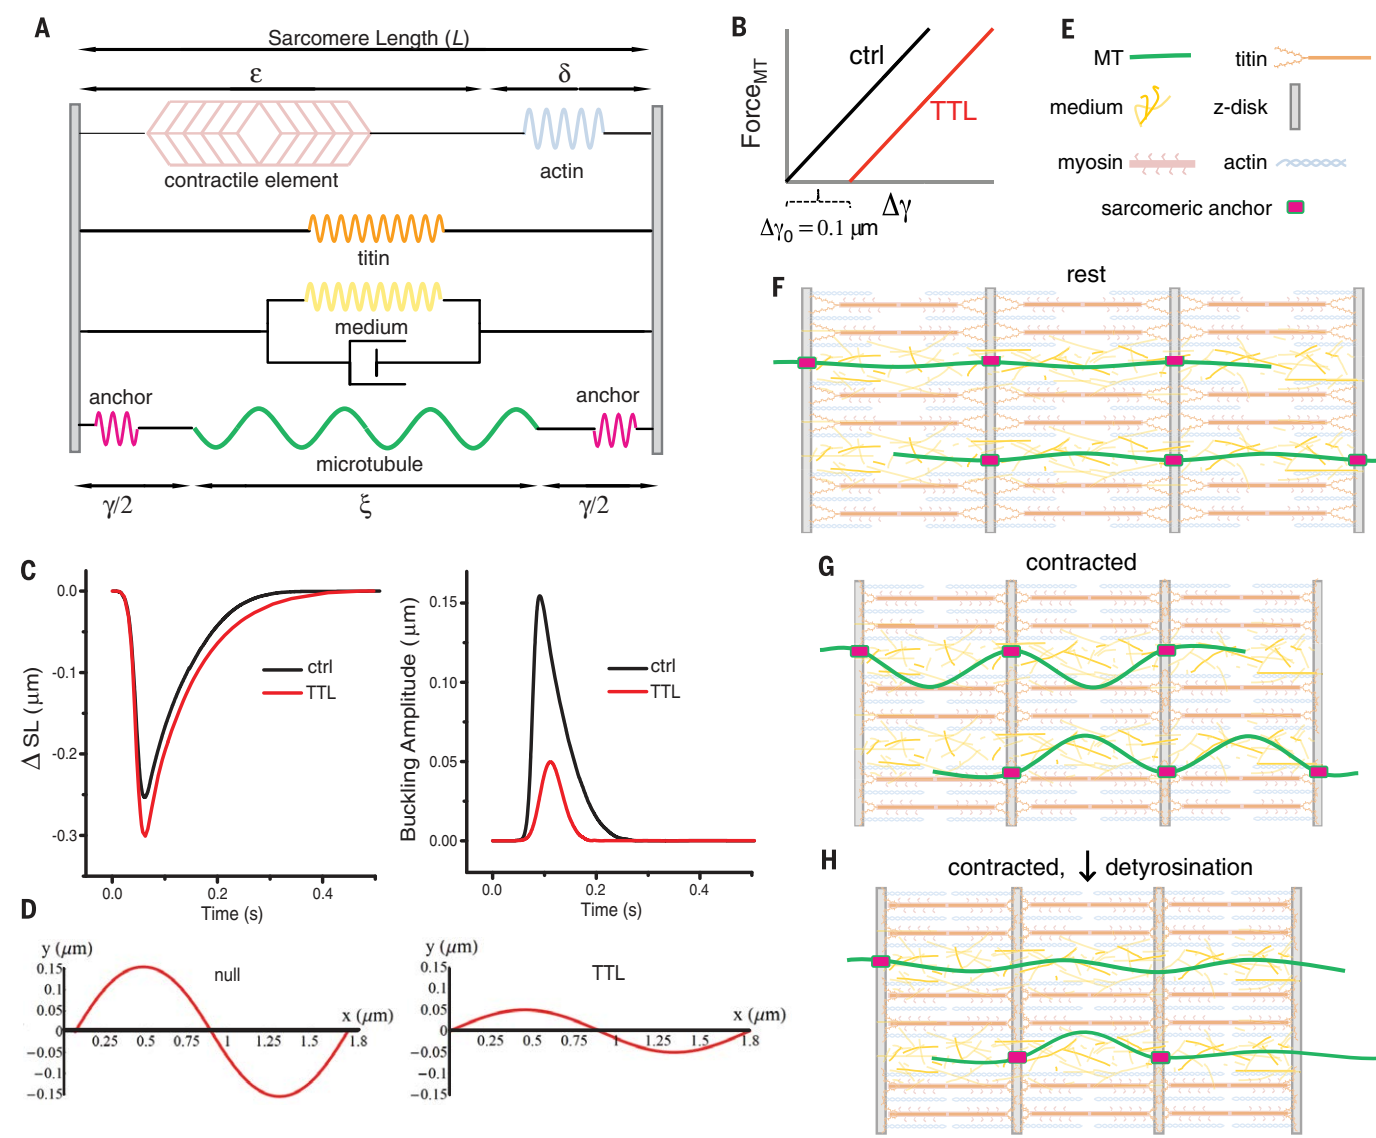 A
Sarcomere Length (L)
ε
δ
contractile element
actin
titin
medium
anchor
anchor
microtubule
γ/2
ξ
γ/2
B
Force_MT
ctrl
TTL
Δγ
Δγ₀ = 0.1 μm
E
MT
titin
medium
z-disk
myosin
actin
sarcomeric anchor
F
rest
C
Δ SL (μm)
0.0
-0.1
-0.2
-0.3
ctrl
TTL
0.0
0.2
0.4
Time (s)
Buckling Amplitude (μm)
0.15
0.10
0.05
0.00
ctrl
TTL
0.0
0.2
0.4
Time (s)
G
contracted
D
y (μm)
0.15
0.1
0.05
0
−0.05
−0.1
−0.15
null
x (μm)
0.25
0.5
0.75
1
1.25
1.5
1.8
y (μm)
0.15
0.1
0.05
0
−0.05
−0.1
−0.15
TTL
x (μm)
0.25
0.5
0.75
1
1.25
1.5
1.8
H
contracted, ↓ detyrosination